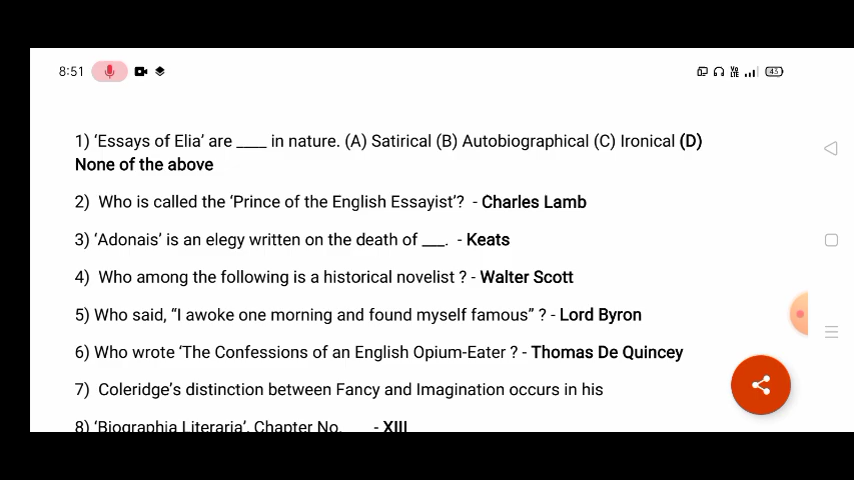 8:51
43
1) ‘Essays of Elia’ are ____ in nature. (A) Satirical (B) Autobiographical (C) Ironical (D)
None of the above
2) Who is called the ‘Prince of the English Essayist’? - Charles Lamb
3) ‘Adonais’ is an elegy written on the death of ___. - Keats
4) Who among the following is a historical novelist ? - Walter Scott
5) Who said, “I awoke one morning and found myself famous” ? - Lord Byron
6) Who wrote ‘The Confessions of an English Opium-Eater ? - Thomas De Quincey
7) Coleridge’s distinction between Fancy and Imagination occurs in his
8) ‘Biographia Literaria’, Chapter No. ___ - XIII